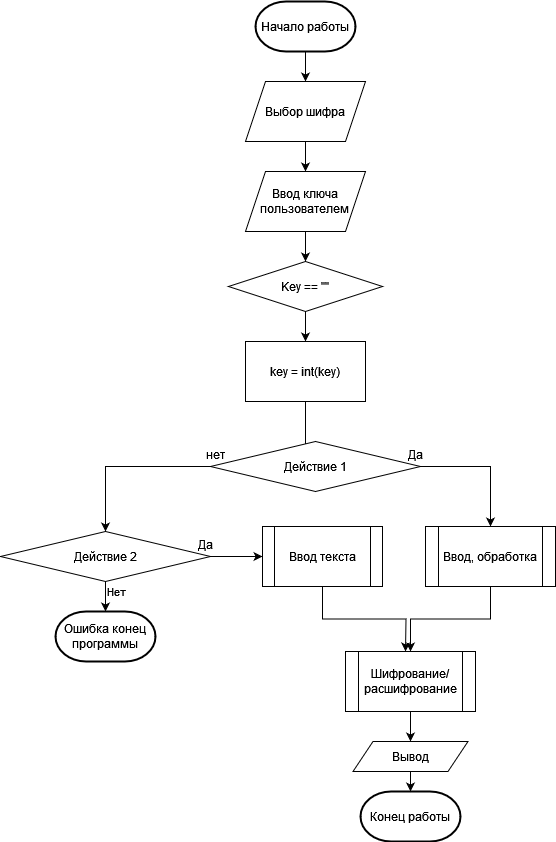 Начало работы
Выбор шифра
Ввод ключа
пользователем
Key == ""
key = int(key)
нет
Действие 1
Да
Действие 2
Да
Ввод текста
Ввод, обработка
Нет
Ошибка конец
программы
Шифрование/
расшифрование
Вывод
Конец работы